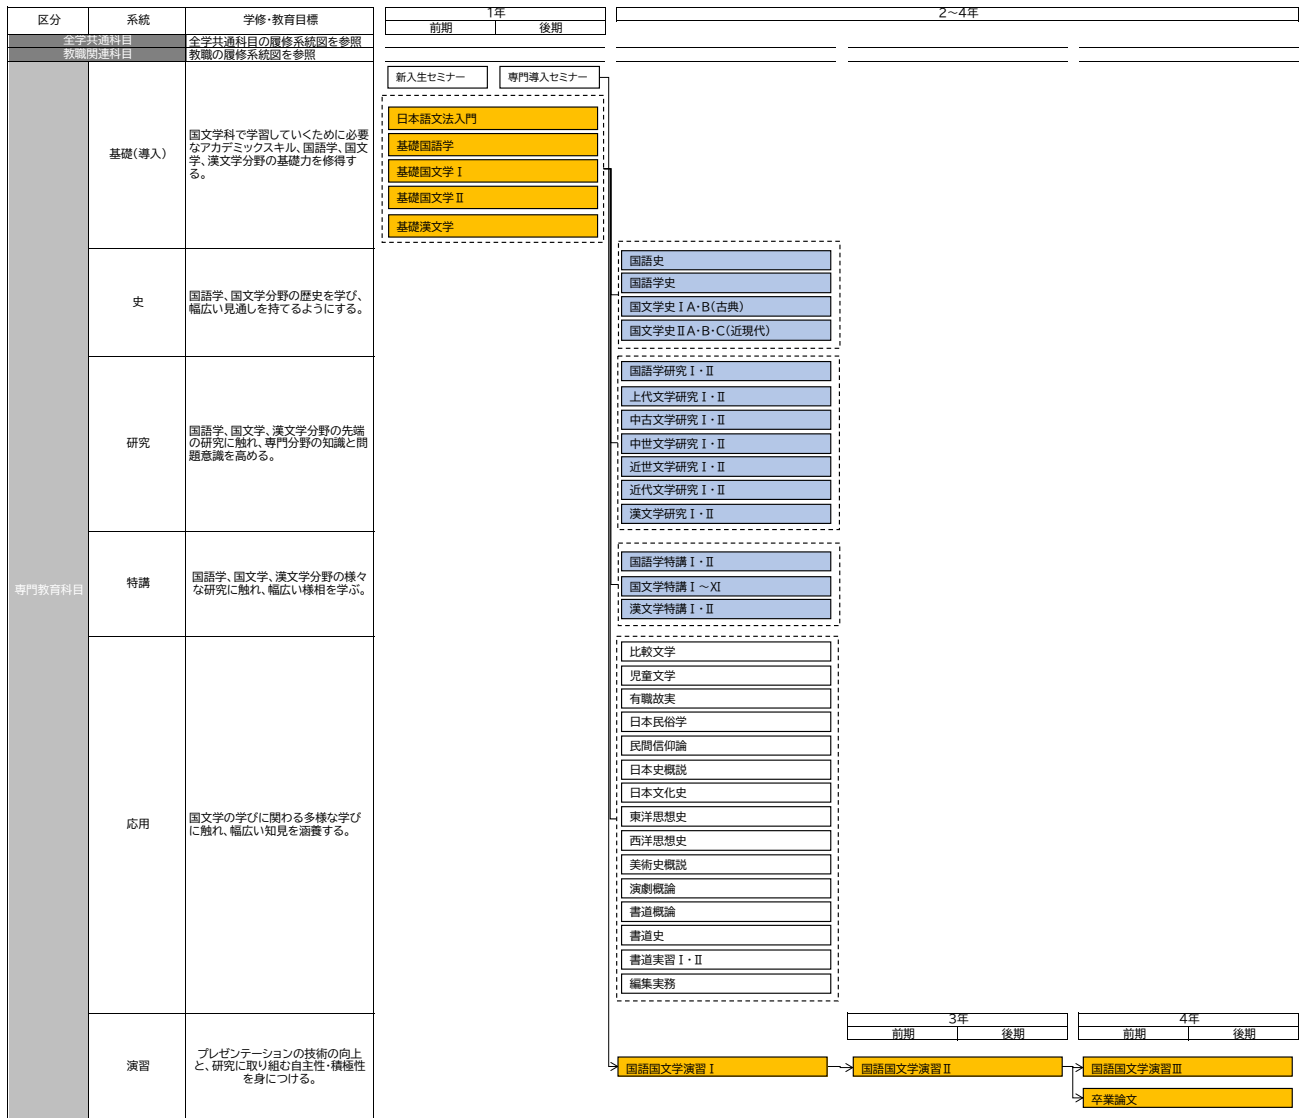 区分
系統
学修・教育目標
1年
前期
後期
2～4年
全学共通科目
全学共通科目の履修系統図を参照
教職関連科目
教職の履修系統図を参照
専門教育科目
基礎（導入）
国文学科で学習していくために必要
なアカデミックスキル、国語学、国文
学、漢文学分野の基礎力を修得す
る。
新入生セミナー
専門導入セミナー
日本語文法入門
基礎国語学
基礎国文学Ⅰ
基礎国文学Ⅱ
基礎漢文学
史
国語学、国文学分野の歴史を学び、
幅広い見通しを持てるようにする。
国語史
国語学史
国文学史ⅠA・B（古典）
国文学史ⅡA・B・C（近現代）
研究
国語学、国文学、漢文学分野の先端
の研究に触れ、専門分野の知識と問
題意識を高める。
国語学研究Ⅰ・Ⅱ
上代文学研究Ⅰ・Ⅱ
中古文学研究Ⅰ・Ⅱ
中世文学研究Ⅰ・Ⅱ
近世文学研究Ⅰ・Ⅱ
近代文学研究Ⅰ・Ⅱ
漢文学研究Ⅰ・Ⅱ
特講
国語学、国文学、漢文学分野の様々
な研究に触れ、幅広い様相を学ぶ。
国語学特講Ⅰ・Ⅱ
国文学特講Ⅰ～Ⅺ
漢文学特講Ⅰ・Ⅱ
応用
国文学の学びに関わる多様な学び
に触れ、幅広い知見を涵養する。
比較文学
児童文学
有職故実
日本民俗学
民間信仰論
日本史概説
日本文化史
東洋思想史
西洋思想史
美術史概説
演劇概論
書道概論
書道史
書道実習Ⅰ・Ⅱ
編集実務
3年
前期
後期
4年
前期
後期
演習
プレゼンテーションの技術の向上
と、研究に取り組む自主性・積極性
を身につける。
国語国文学演習Ⅰ
国語国文学演習Ⅱ
国語国文学演習Ⅲ
卒業論文